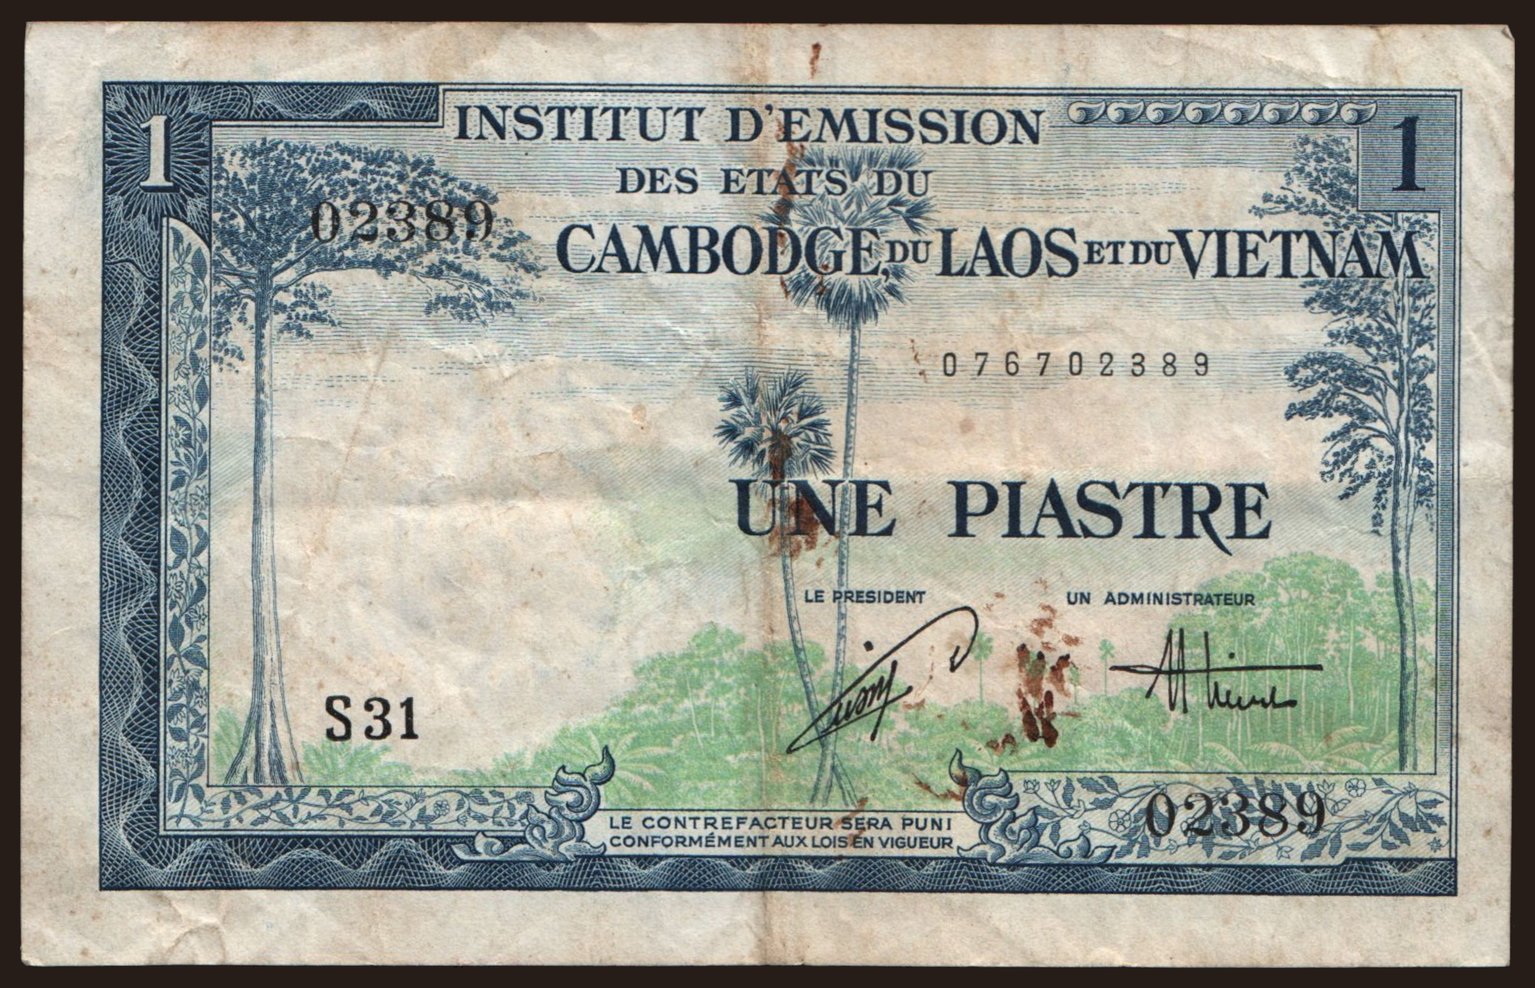 1
INSTITUT D'EMISSION
1
DES ETATS DU
02389
CAMBODGE, DU LAOS ET DU VIETNAM
076702389
UNE PIASTRE
LE PRESIDENT
UN ADMINISTRATEUR
S31
02389
LE CONTREFACTEUR SERA PUNI
CONFORMÉMENT AUX LOIS EN VIGUEUR